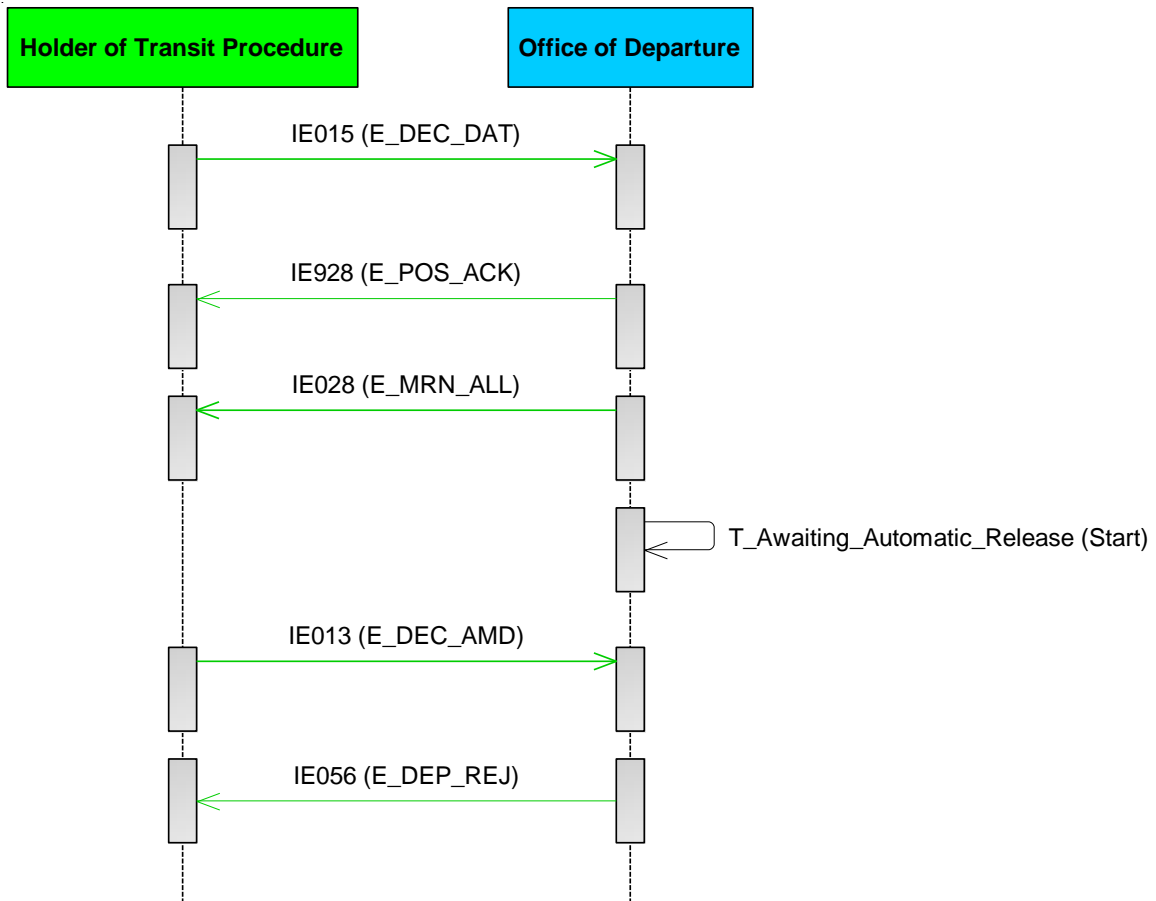 Holder of Transit Procedure
Office of Departure
IE015 (E_DEC_DAT)
IE928 (E_POS_ACK)
IE028 (E_MRN_ALL)
T_Awaiting_Automatic_Release (Start)
IE013 (E_DEC_AMD)
IE056 (E_DEP_REJ)